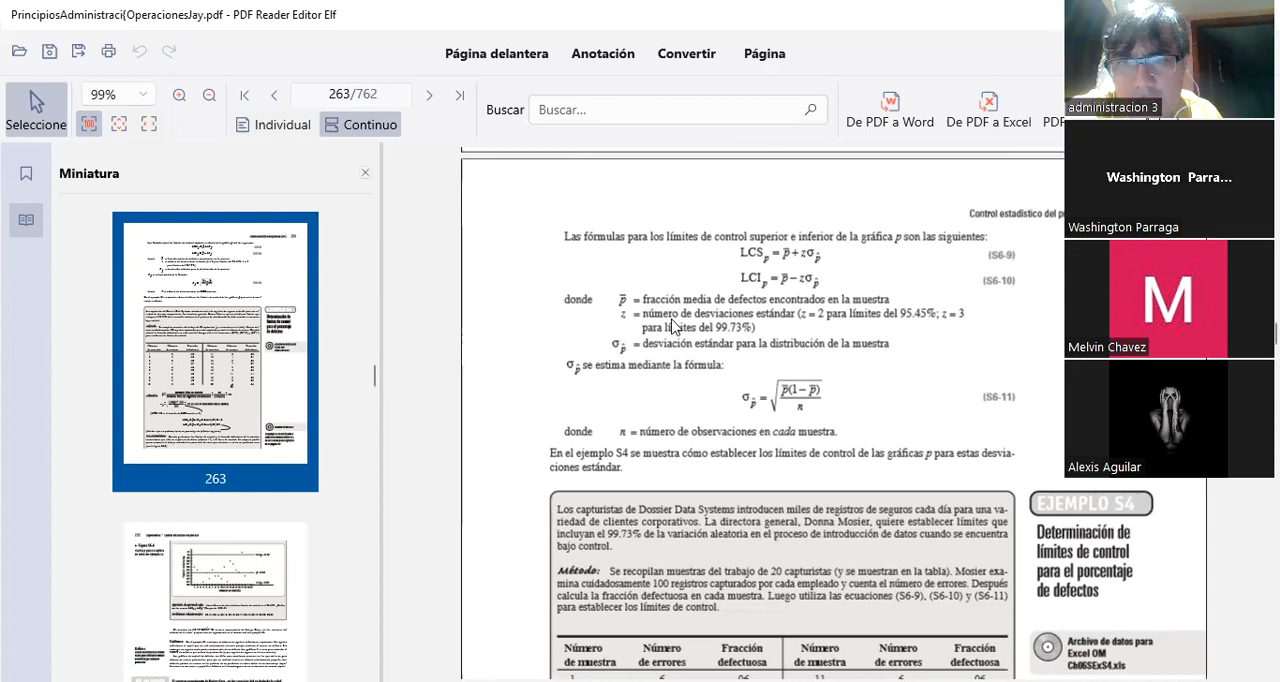 PrincipiosAdministraci{OperacionesJay.pdf - PDF Reader Editor Elf
Página delantera
Anotación
Convertir
Página
Seleccione
99%
100
263/762
Individual
Continuo
Buscar
Buscar...
De PDF a Word
De PDF a Excel
PDF
Miniatura
263
Control estadístico del pr
Las fórmulas para los límites de control superior e inferior de la gráfica p son las siguientes:
LCSp = p̅ + zσp̂ (S6-9)
LCIp = p̅ − zσp̂ (S6-10)
donde p̅ = fracción media de defectos encontrados en la muestra
z = número de desviaciones estándar (z = 2 para límites del 95.45%; z = 3
para límites del 99.73%)
σp̂ = desviación estándar para la distribución de la muestra
σp̂ se estima mediante la fórmula:
σp̂ = √(p̅(1 − p̅)/n) (S6-11)
donde n = número de observaciones en cada muestra.
En el ejemplo S4 se muestra cómo establecer los límites de control de las gráficas p para estas desvia-
ciones estándar.
Los capturistas de Dossier Data Systems introducen miles de registros de seguros cada día para una va-
riedad de clientes corporativos. La directora general, Donna Mosier, quiere establecer límites que
incluyan el 99.73% de la variación aleatoria en el proceso de introducción de datos cuando se encuentra
bajo control.
Método: Se recopilan muestras del trabajo de 20 capturistas (y se muestran en la tabla). Mosier exa-
mina cuidadosamente 100 registros capturados por cada empleado y cuenta el número de errores. Después
calcula la fracción defectuosa en cada muestra. Luego utiliza las ecuaciones (S6-9), (S6-10) y (S6-11)
para establecer los límites de control.
Número Número Fracción Número Número Fracción
de muestra de errores defectuosa de muestra de errores defectuosa
1 6 .06 11 6 .06
EJEMPLO S4
Determinación de
límites de control
para el porcentaje
de defectos
Archivo de datos para
Excel OM
Ch06SExS4.xls
administracion 3
Washington Parra...
Washington Parraga
M
Melvin Chavez
Alexis Aguilar